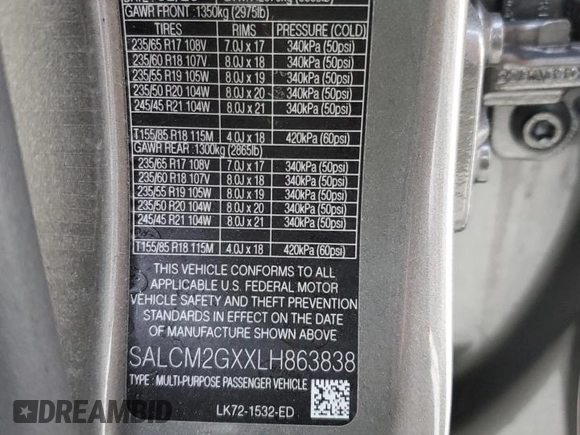 GAWR FRONT :1350kg (2975lb)
TIRES RIMS PRESSURE (COLD)
235/65 R17 108V 7.0J x 17 340kPa (50psi)
235/60 R18 107V 8.0J x 18 340kPa (50psi)
235/55 R19 105W 8.0J x 19 340kPa (50psi)
235/50 R20 104W 8.0J x 20 340kPa (50psi)
245/45 R21 104W 8.0J x 21 340kPa (50psi)
T155/85 R18 115M 4.0J x 18 420kPa (60psi)
GAWR REAR :1300kg (2865lb)
235/65 R17 108V 7.0J x 17 340kPa (50psi)
235/60 R18 107V 8.0J x 18 340kPa (50psi)
235/55 R19 105W 8.0J x 19 340kPa (50psi)
235/50 R20 104W 8.0J x 20 340kPa (50psi)
245/45 R21 104W 8.0J x 21 340kPa (50psi)
T155/85 R18 115M 4.0J x 18 420kPa (60psi)
THIS VEHICLE CONFORMS TO ALL
APPLICABLE U.S. FEDERAL MOTOR
VEHICLE SAFETY AND THEFT PREVENTION
STANDARDS IN EFFECT ON THE DATE OF
MANUFACTURE SHOWN ABOVE
SALCM2GXXLH863838
TYPE : MULTI-PURPOSE PASSENGER VEHICLE
LK72-1532-ED
AUTOHELPERBOT.COM